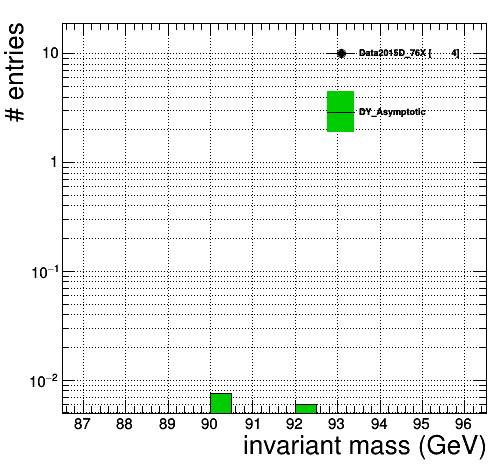 # entries
10
Data2015D_76X [ 4]
DY_Asymptotic
1
10⁻¹
10⁻²
87 88 89 90 91 92 93 94 95 96
invariant mass (GeV)